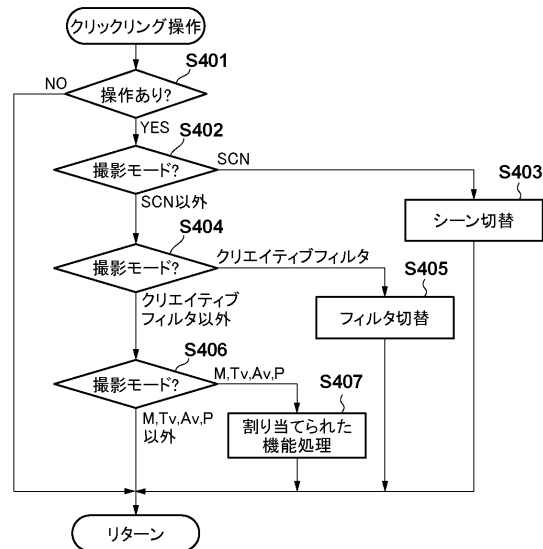 クリックリング操作
S401
NO
操作あり?
YES
S402
撮影モード?
SCN
S403
SCN以外
シーン切替
S404
撮影モード?
クリエイティブフィルタ
S405
クリエイティブ
フィルタ以外
フィルタ切替
S406
撮影モード?
M,Tv,Av,P
S407
M,Tv,Av,P
以外
割り当てられた
機能処理
リターン